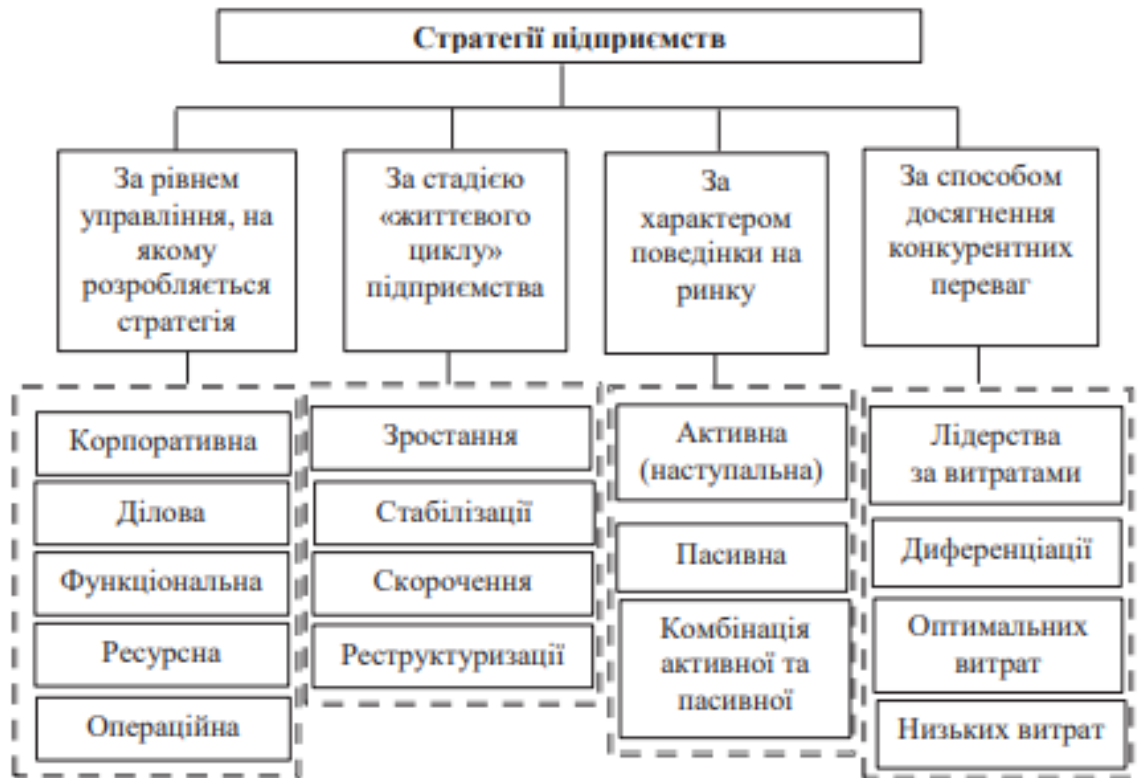 Стратегії підприємств
За рівнем
управління, на
якому
розробляється
стратегія
За стадією
«життєвого
циклу»
підприємства
За
характером
поведінки на
ринку
За способом
досягнення
конкурентних
переваг
Корпоративна
Ділова
Функціональна
Ресурсна
Операційна
Зростання
Стабілізації
Скорочення
Реструктуризації
Активна
(наступальна)
Пасивна
Комбінація
активної та
пасивної
Лідерства
за витратами
Диференціації
Оптимальних
витрат
Низьких витрат